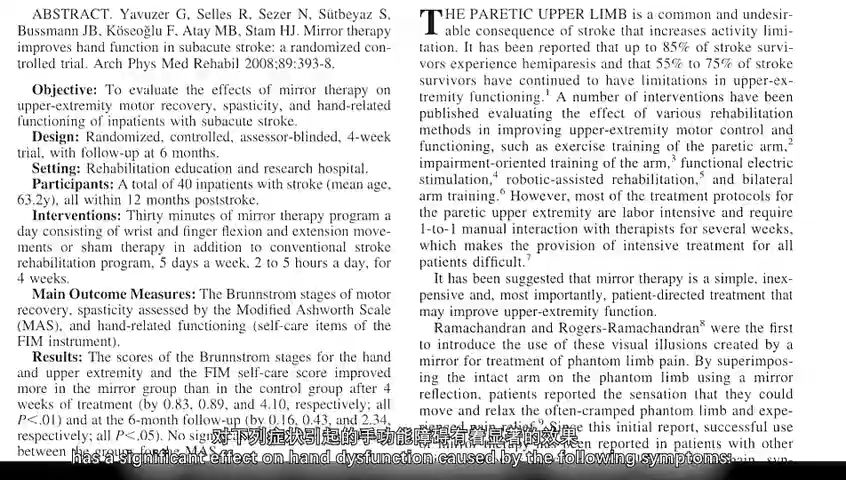 ABSTRACT. Yavuzer G, Selles R, Sezer N, Sütbeyaz S,
Bussmann JB, Köseoğlu F, Atay MB, Stam HJ. Mirror therapy
improves hand function in subacute stroke: a randomized con-
trolled trial. Arch Phys Med Rehabil 2008;89:393-8.
Objective: To evaluate the effects of mirror therapy on
upper-extremity motor recovery, spasticity, and hand-related
functioning of inpatients with subacute stroke.
Design: Randomized, controlled, assessor-blinded, 4-week
trial, with follow-up at 6 months.
Setting: Rehabilitation education and research hospital.
Participants: A total of 40 inpatients with stroke (mean age,
63.2y), all within 12 months poststroke.
Interventions: Thirty minutes of mirror therapy program a
day consisting of wrist and finger flexion and extension move-
ments or sham therapy in addition to conventional stroke
rehabilitation program, 5 days a week, 2 to 5 hours a day, for
4 weeks.
Main Outcome Measures: The Brunnstrom stages of motor
recovery, spasticity assessed by the Modified Ashworth Scale
(MAS), and hand-related functioning (self-care items of the
FIM instrument).
Results: The scores of the Brunnstrom stages for the hand
and upper extremity and the FIM self-care score improved
more in the mirror group than in the control group after 4
weeks of treatment (by 0.83, 0.89, and 4.10, respectively; all
P<.01) and at the 6-month follow-up (by 0.16, 0.43, and 2.34,
respectively; all P<.05). No
between the
THE PARETIC UPPER LIMB is a common and undesir-
able consequence of stroke that increases activity limi-
tation. It has been reported that up to 85% of stroke survi-
vors experience hemiparesis and that 55% to 75% of stroke
survivors have continued to have limitations in upper-ex-
tremity functioning.1 A number of interventions have been
published evaluating the effect of various rehabilitation
methods in improving upper-extremity motor control and
functioning, such as exercise training of the paretic arm,2
impairment-oriented training of the arm,3 functional electric
stimulation,4 robotic-assisted rehabilitation,5 and bilateral
arm training.6 However, most of the treatment protocols for
the paretic upper extremity are labor intensive and require
1-to-1 manual interaction with therapists for several weeks,
which makes the provision of intensive treatment for all
patients difficult.7
It has been suggested that mirror therapy is a simple, inex-
pensive and, most importantly, patient-directed treatment that
may improve upper-extremity function.
Ramachandran and Rogers-Ramachandran8 were the first
to introduce the use of these visual illusions created by a
mirror for treatment of phantom limb pain. By superimpos-
ing the intact arm on the phantom limb using a mirror
reflection, patients reported the sensation that they could
move and relax the often-cramped phantom limb and expe-
Since this initial report, successful use
been reported in patients with other
对下列症状引起的手功能障碍有着显著的效果
has a significant effect on hand dysfunction caused by the following symptoms: